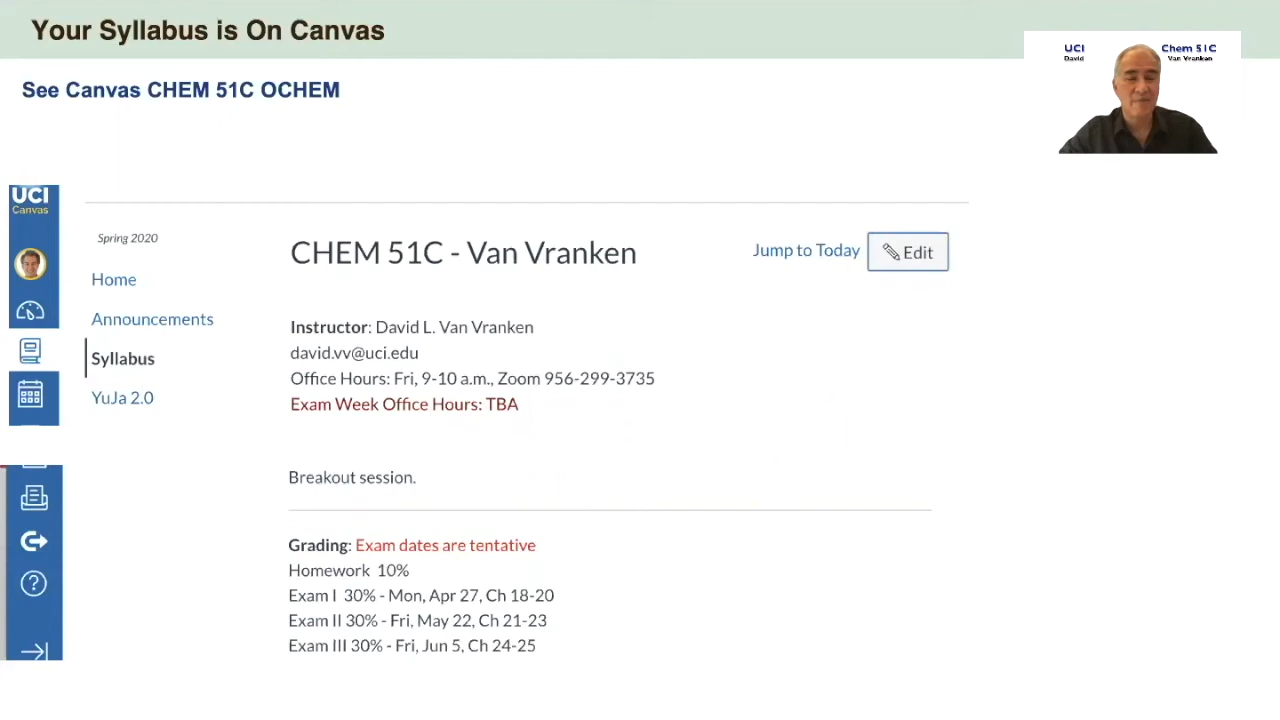 Your Syllabus is On Canvas
UCI
David
Chem 51C
Van Vranken
See Canvas CHEM 51C OCHEM
UCI
Canvas
Spring 2020
Home
Announcements
Syllabus
YuJa 2.0
CHEM 51C - Van Vranken
Jump to Today
Edit
Instructor: David L. Van Vranken
david.vv@uci.edu
Office Hours: Fri, 9-10 a.m., Zoom 956-299-3735
Exam Week Office Hours: TBA
Breakout session.
Grading: Exam dates are tentative
Homework 10%
Exam I 30% - Mon, Apr 27, Ch 18-20
Exam II 30% - Fri, May 22, Ch 21-23
Exam III 30% - Fri, Jun 5, Ch 24-25